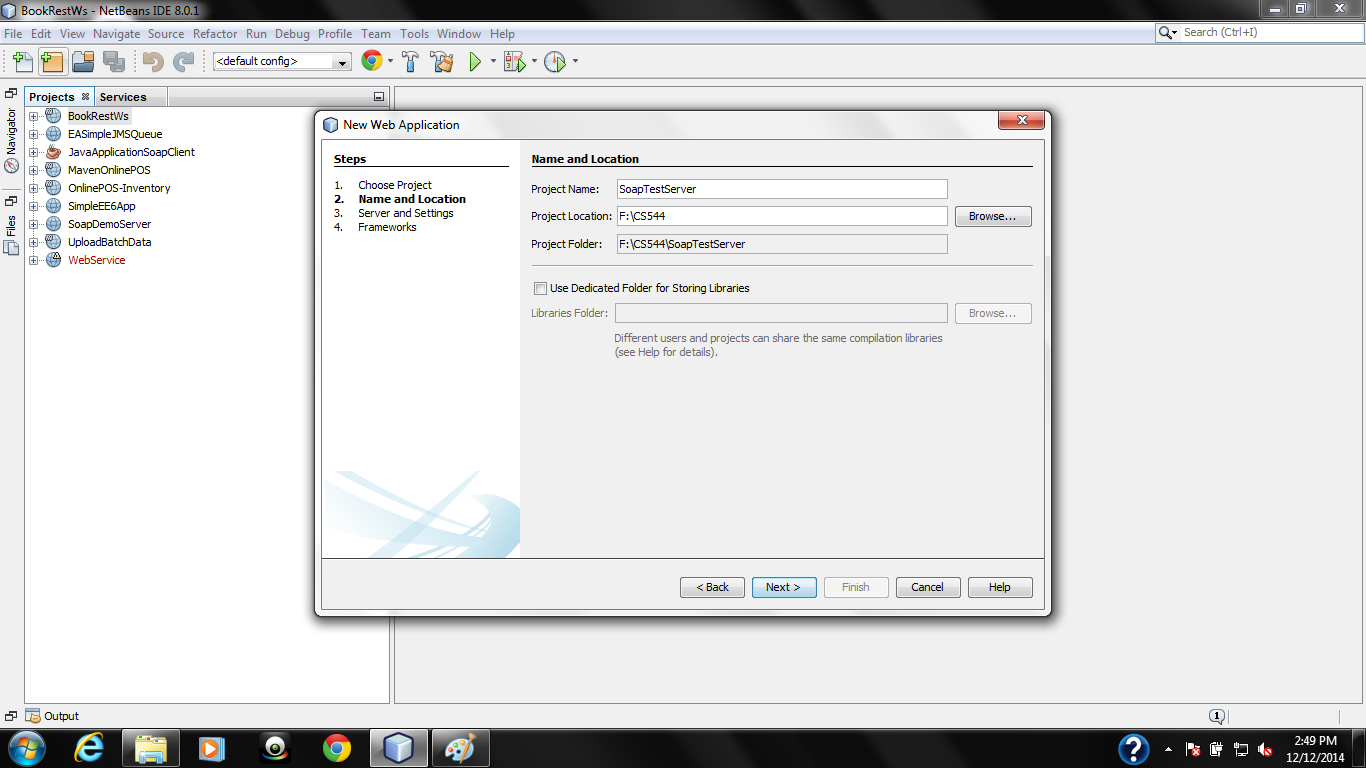 BookRestWs - NetBeans IDE 8.0.1
File Edit View Navigate Source Refactor Run Debug Profile Team Tools Window Help
Search (Ctrl+I)
<default config>
Projects Services
Navigator
Files
BookRestWs
EASimpleJMSQueue
JavaApplicationSoapClient
MavenOnlinePOS
OnlinePOS-Inventory
SimpleEE6App
SoapDemoServer
UploadBatchData
WebService
New Web Application
Steps
1. Choose Project
2. Name and Location
3. Server and Settings
4. Frameworks
Name and Location
Project Name: SoapTestServer
Project Location: F:\CS544 Browse...
Project Folder: F:\CS544\SoapTestServer
Use Dedicated Folder for Storing Libraries
Libraries Folder: Browse...
Different users and projects can share the same compilation libraries
(see Help for details).
< Back Next > Finish Cancel Help
Output
1
2:49 PM
12/12/2014